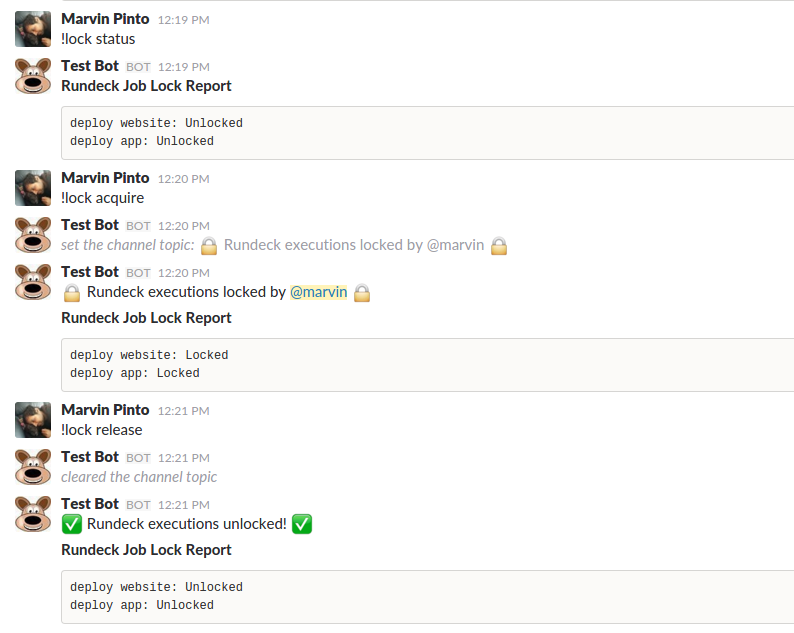 Marvin Pinto 12:19 PM
!lock status
Test Bot BOT 12:19 PM
Rundeck Job Lock Report
deploy website: Unlocked
deploy app: Unlocked
Marvin Pinto 12:20 PM
!lock acquire
Test Bot BOT 12:20 PM
set the channel topic: 🔒 Rundeck executions locked by @marvin 🔒
Test Bot BOT 12:20 PM
🔒 Rundeck executions locked by @marvin 🔒
Rundeck Job Lock Report
deploy website: Locked
deploy app: Locked
Marvin Pinto 12:21 PM
!lock release
Test Bot BOT 12:21 PM
cleared the channel topic
Test Bot BOT 12:21 PM
✅ Rundeck executions unlocked! ✅
Rundeck Job Lock Report
deploy website: Unlocked
deploy app: Unlocked